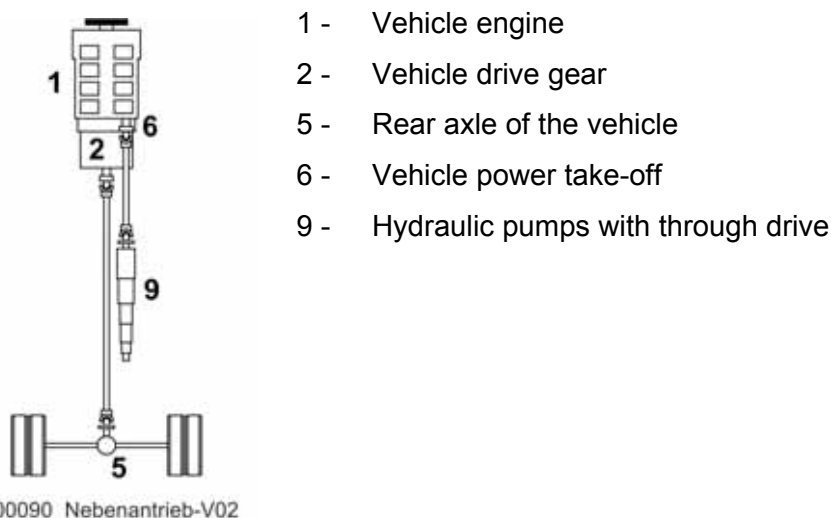 1 - Vehicle engine
2 - Vehicle drive gear
5 - Rear axle of the vehicle
6 - Vehicle power take-off
9 - Hydraulic pumps with through drive
1
6
2
9
5
00090 Nebenantrieb-V02